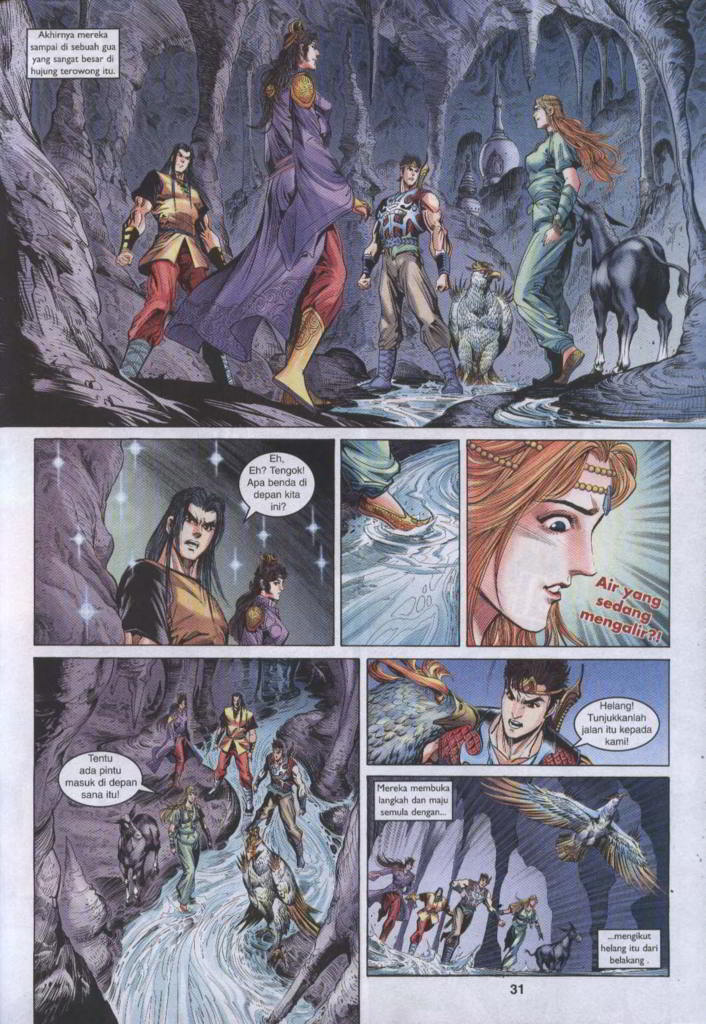 Akhirnya mereka
sampai di sebuah gua
yang sangat besar di
hujung terowong itu.
Eh,
Eh? Tengok!
Apa benda di
depan kita
ini?
Air yang
sedang
mengalir?!
Tentu
ada pintu
masuk di depan
sana itu!
Helang!
Tunjukkanlah
jalan itu kepada
kami!
Mereka membuka
langkah dan maju
semula dengan...
...mengikut
helang itu dari
belakang .
31